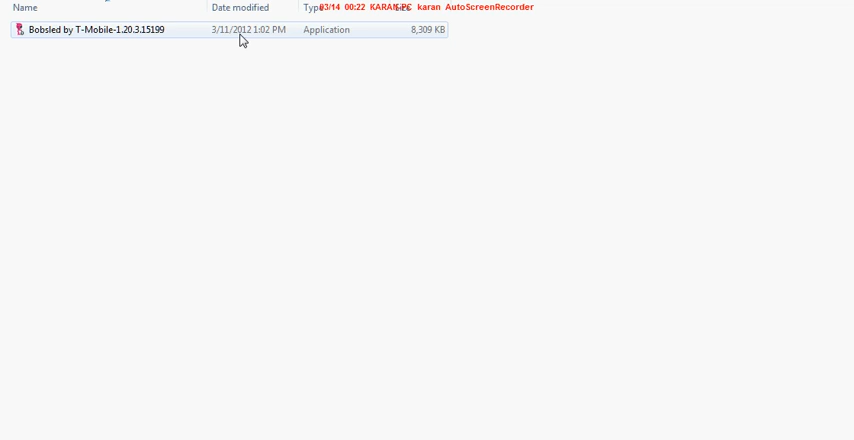 Name Date modified Type Size
03/14 00:22 KARAN-PC karan AutoScreenRecorder
Bobsled by T-Mobile-1.20.3.15199 3/11/2012 1:02 PM Application 8,309 KB